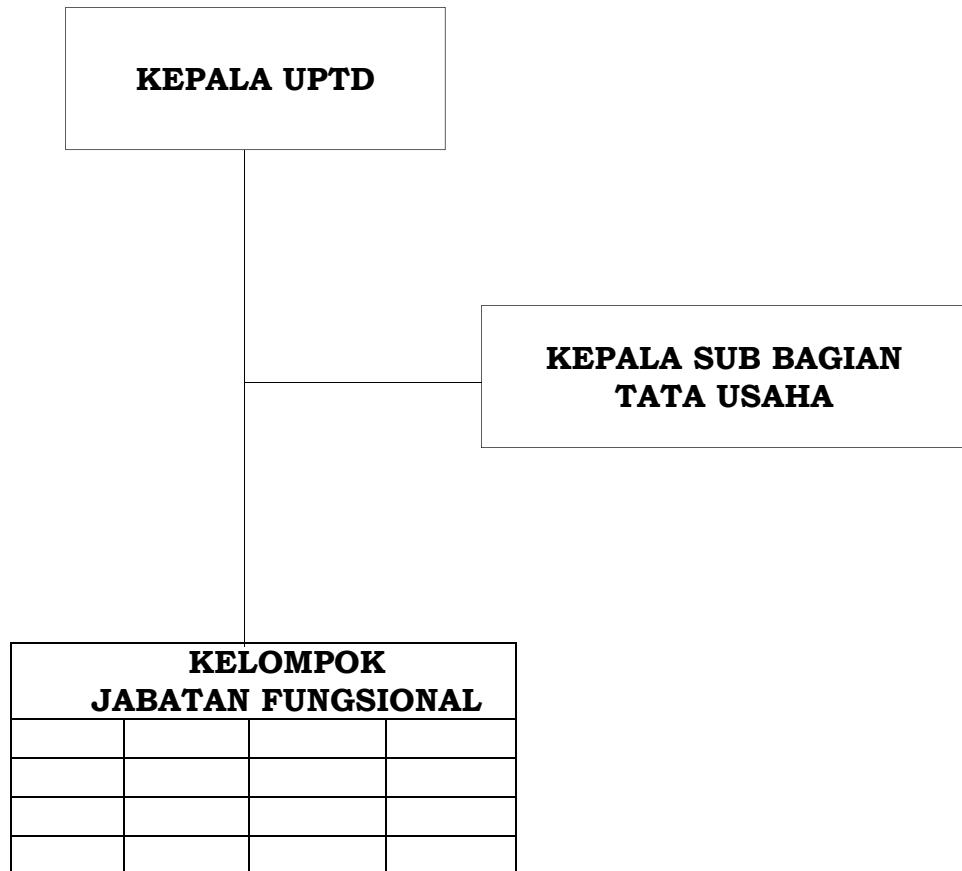 KEPALA UPTD
KEPALA SUB BAGIAN
TATA USAHA
KELOMPOK
JABATAN FUNGSIONAL